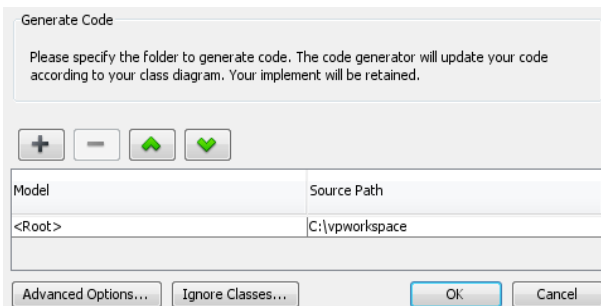 Generate Code
Please specify the folder to generate code. The code generator will update your code
according to your class diagram. Your implement will be retained.
Model Source Path
<Root> C:\vpworkspace
Advanced Options... Ignore Classes... OK Cancel